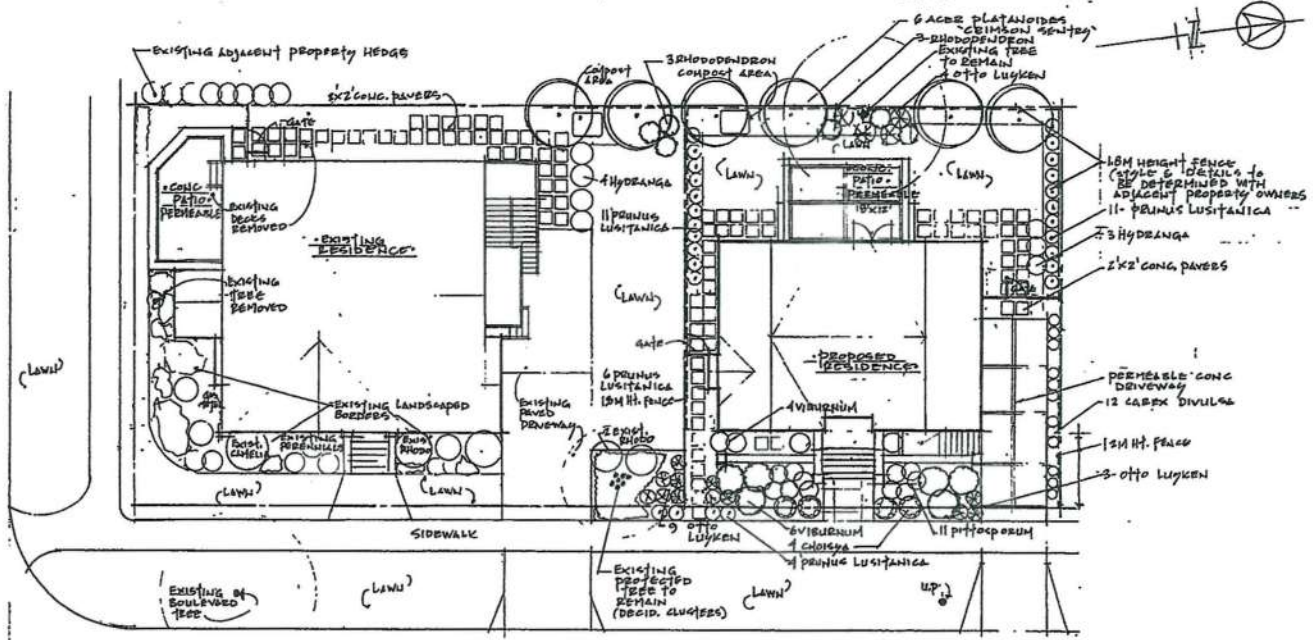 EXISTING ADJACENT PROPERTY HEDGE
2'X2' CONC. PAVERS
GATE
COMPOST
AREA
3 RHODODENDRON
COMPOST AREA
6 ACER PLATANOIDES
'CRIMSON SENTRY'
3-RHODODENDRON
EXISTING TREE
TO REMAIN
4 OTTO LUYKEN
N
LAWN
LAWN
LAWN
CONC.
PATIO
PERMEABLE
EXISTING
DECKS
REMOVED
EXISTING
RESIDENCE
4 HYDRANGA
11 PRUNUS
LUSITANICA
CONC.
PATIO
PERMEABLE
18'X12'
1.8M HEIGHT FENCE
(STYLE & DETAILS TO
BE DETERMINED WITH
ADJACENT PROPERTY OWNERS
11- PRUNUS LUSITANICA
3 HYDRANGA
2'X2' CONC. PAVERS
GATE
EXISTING
TREE
REMOVED
LAWN
LAWN
GATE
PROPOSED
RESIDENCE
6 PRUNUS
LUSITANICA
1.8M HT. FENCE
PERMEABLE CONC
DRIVEWAY
12 CAREX DIVULSA
1.2M HT. FENCE
3- OTTO LUYKEN
EXISTING LANDSCAPED
BORDERS
EXISTING
PAVED
DRIVEWAY
4 VIBURNUM
EXIST.
CAMELIA
EXISTING
PERENNIALS
EXIST
RHODO
2 EXIST.
RHODO
LAWN
LAWN
9 OTTO
LUYKEN
6 VIBURNUM
11 PITTOSPORUM
SIDEWALK
4 CHOISYA
4 PRUNUS LUSITANICA
EXISTING
BOULEVARD
TREE
LAWN
EXISTING
PROTECTED
TREE TO
REMAIN
(DECID. CLUSTERS)
LAWN
U.P.